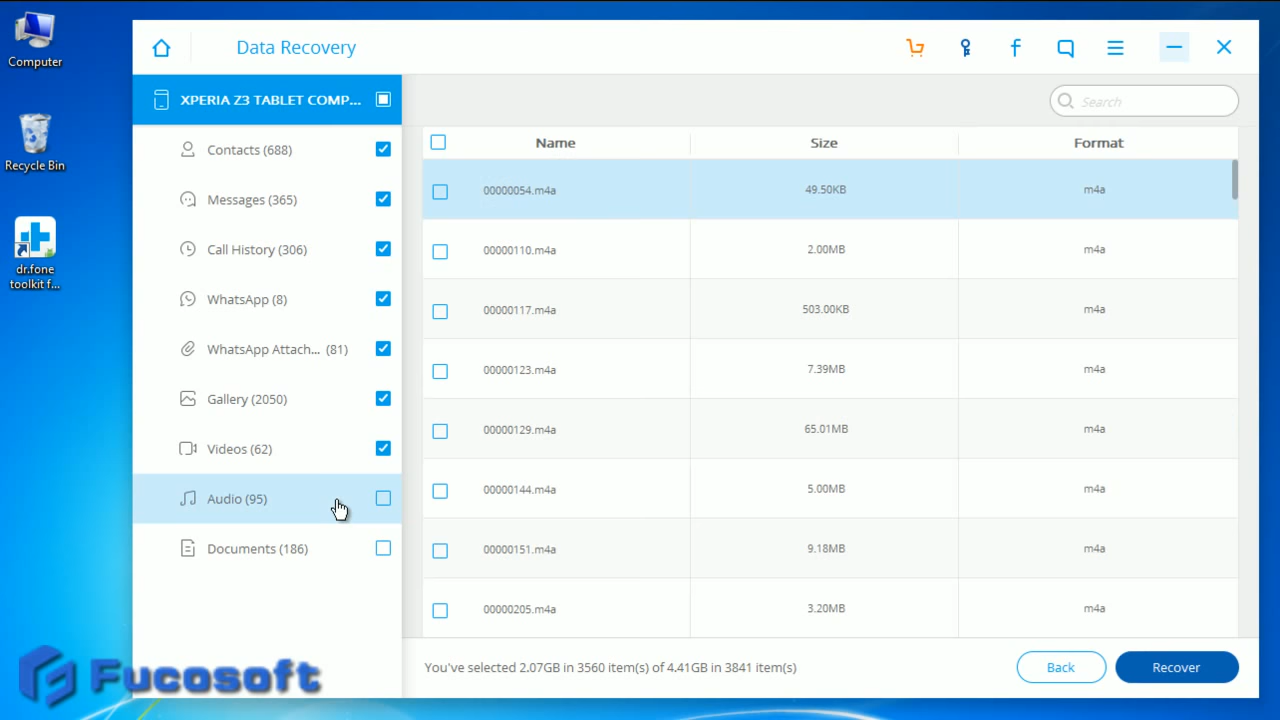 Computer
Recycle Bin
dr.fone
toolkit f...
Data Recovery
XPERIA Z3 TABLET COMP...
Contacts (688)
Messages (365)
Call History (306)
WhatsApp (8)
WhatsApp Attach... (81)
Gallery (2050)
Videos (62)
Audio (95)
Documents (186)
Search
Name Size Format
00000054.m4a 49.50KB m4a
00000110.m4a 2.00MB m4a
00000117.m4a 503.00KB m4a
00000123.m4a 7.39MB m4a
00000129.m4a 65.01MB m4a
00000144.m4a 5.00MB m4a
00000151.m4a 9.18MB m4a
00000205.m4a 3.20MB m4a
You've selected 2.07GB in 3560 item(s) of 4.41GB in 3841 item(s)
Back
Recover
Fucosoft